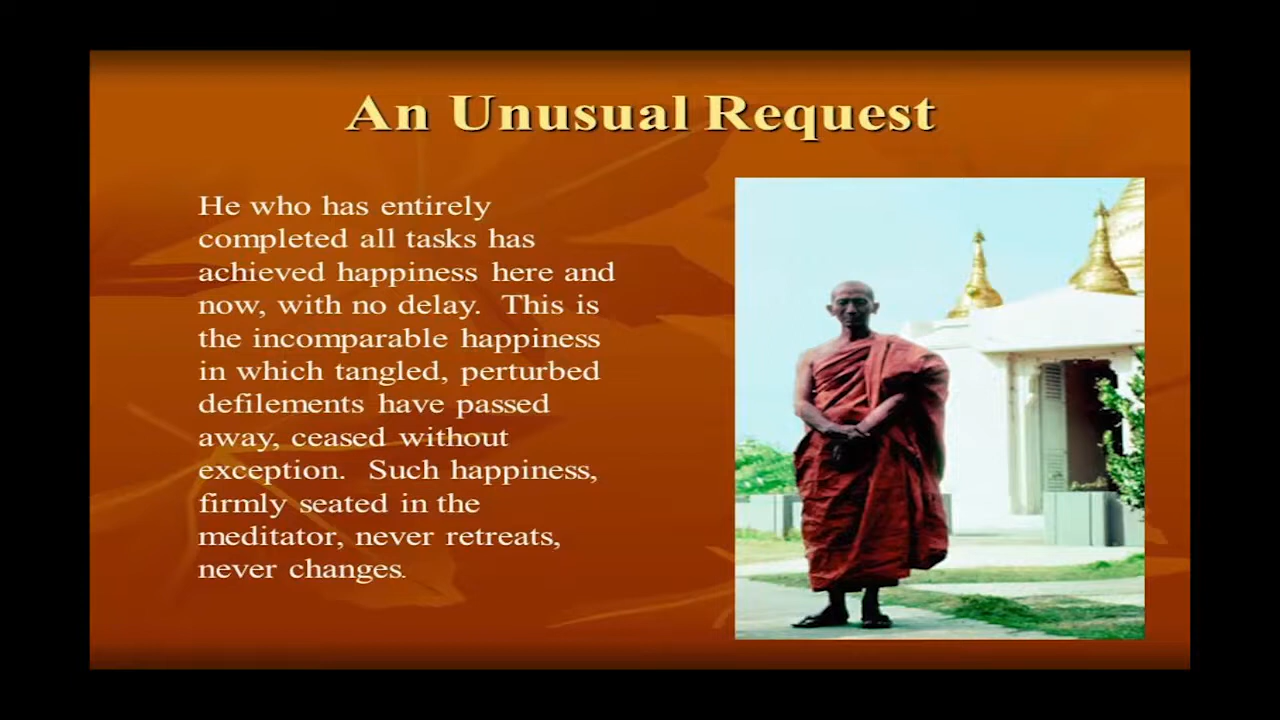 An Unusual Request
He who has entirely
completed all tasks has
achieved happiness here and
now, with no delay.  This is
the incomparable happiness
in which tangled, perturbed
defilements have passed
away, ceased without
exception.  Such happiness,
firmly seated in the
meditator, never retreats,
never changes.